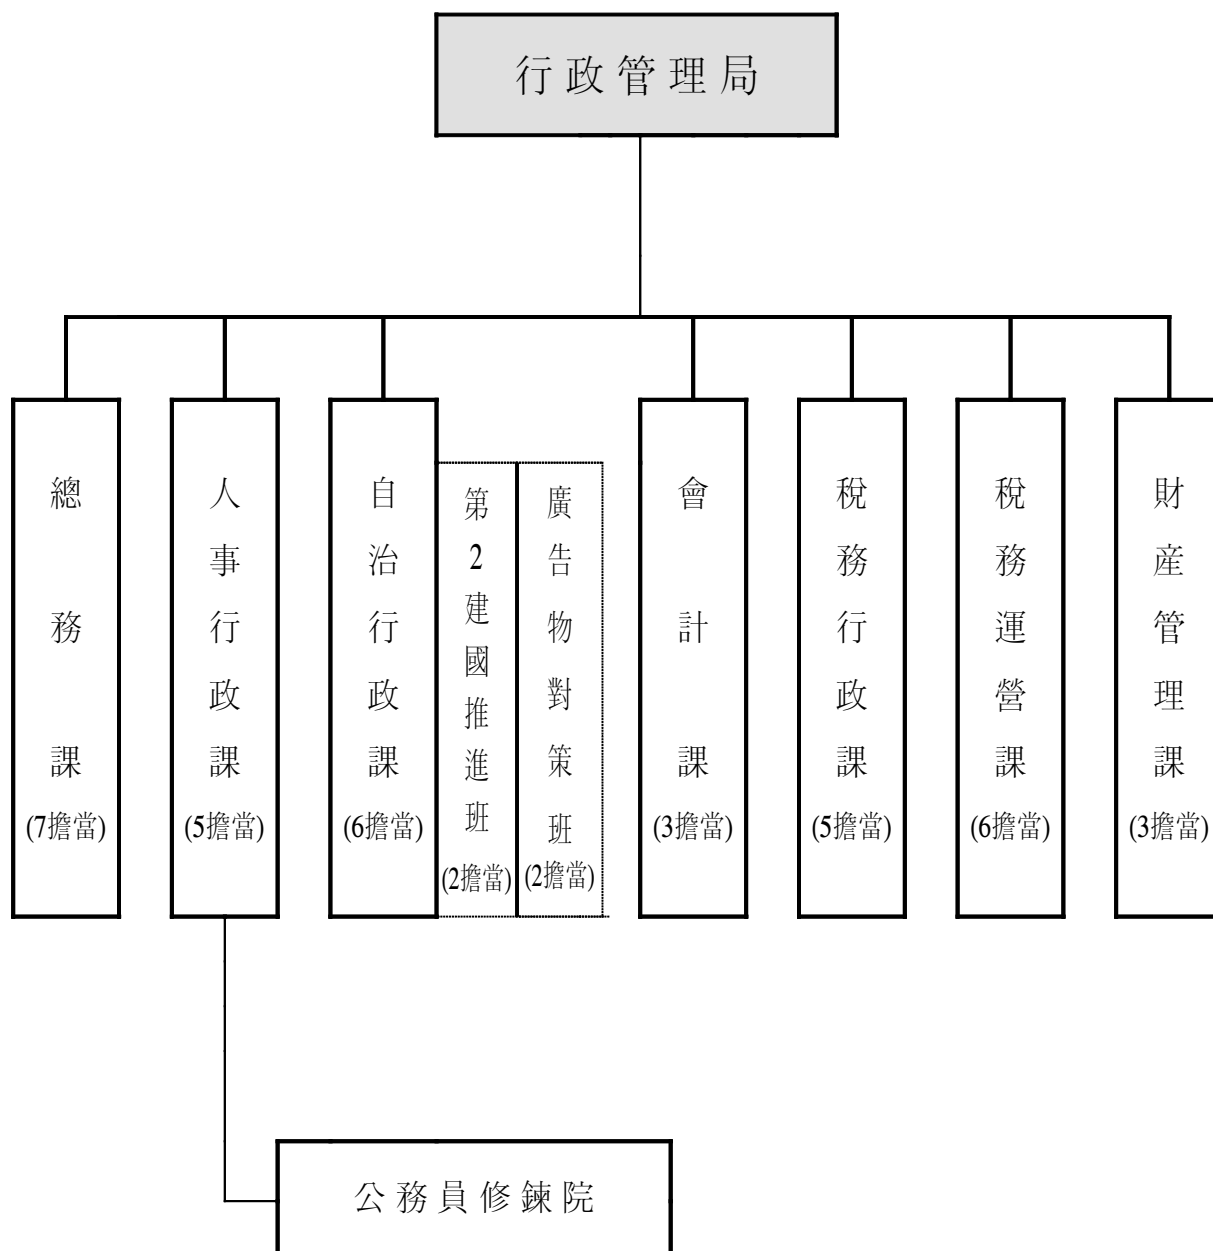 行政管理局
總務課
(7擔當)
人事行政課
(5擔當)
自治行政課
(6擔當)
第2建國推進班
(2擔當)
廣告物對策班
(2擔當)
會計課
(3擔當)
稅務行政課
(5擔當)
稅務運營課
(6擔當)
財産管理課
(3擔當)
公務員修鍊院